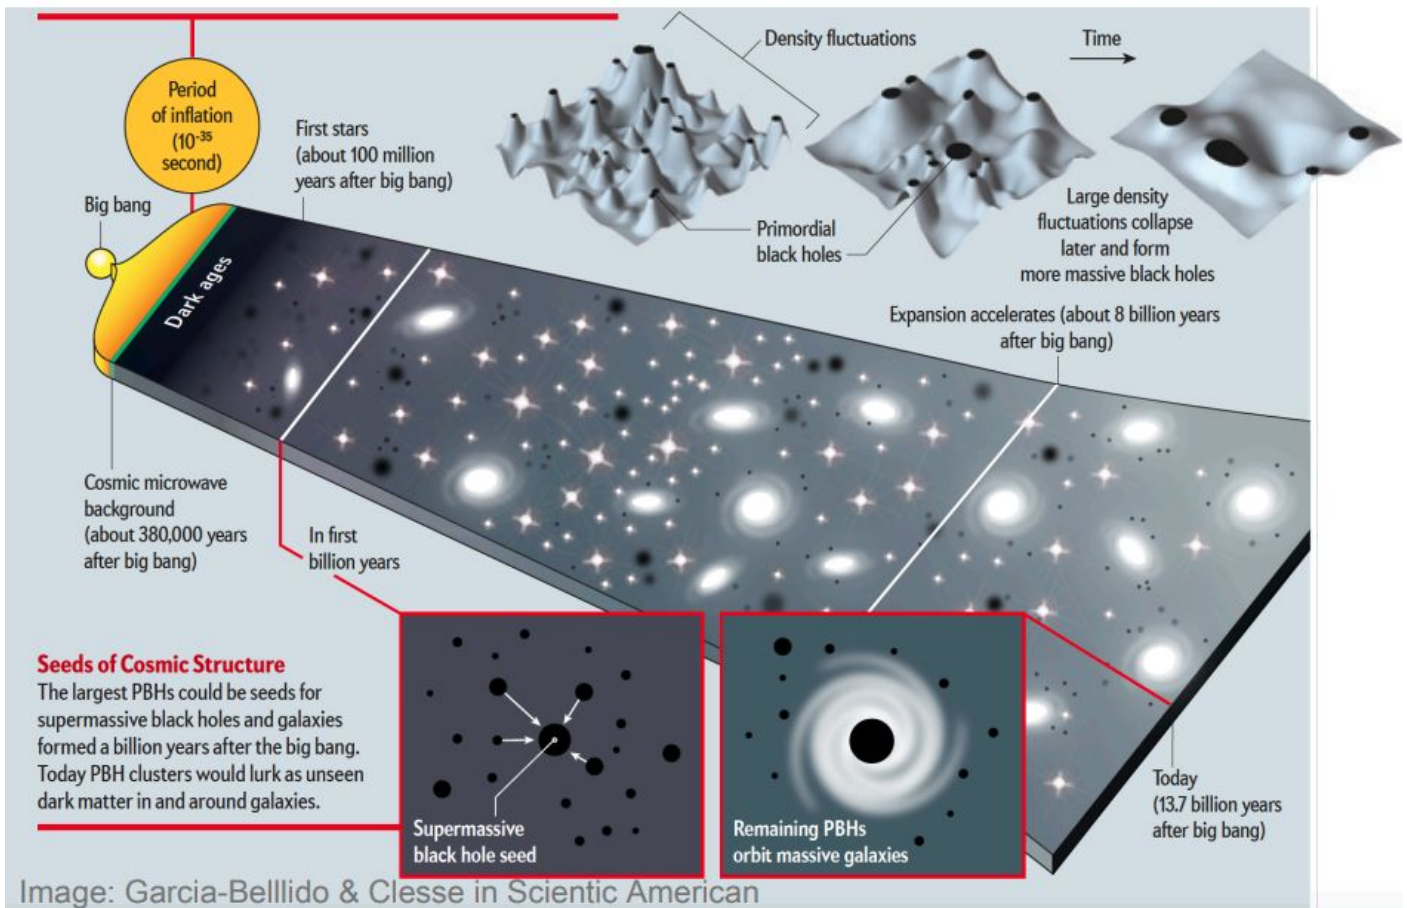 Period
of inflation
(10⁻³⁵
second)
Big bang
First stars
(about 100 million
years after big bang)
Density fluctuations
Time
Primordial
black holes
Large density
fluctuations collapse
later and form
more massive black holes
Dark ages
Expansion accelerates (about 8 billion years
after big bang)
Cosmic microwave
background
(about 380,000 years
after big bang)
In first
billion years
Seeds of Cosmic Structure
The largest PBHs could be seeds for
supermassive black holes and galaxies
formed a billion years after the big bang.
Today PBH clusters would lurk as unseen
dark matter in and around galaxies.
Supermassive
black hole seed
Remaining PBHs
orbit massive galaxies
Today
(13.7 billion years
after big bang)
Image: Garcia-Belllido & Clesse in Scientic American